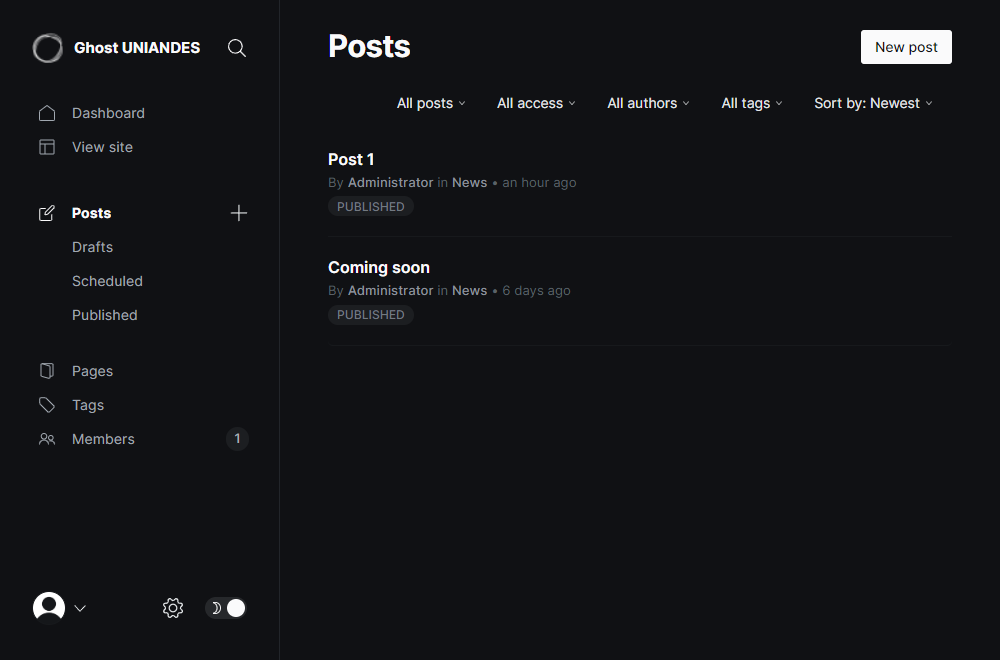 Ghost UNIANDES
Dashboard
View site
Posts
Drafts
Scheduled
Published
Pages
Tags
Members 1
Posts
New post
All posts All access All authors All tags Sort by: Newest
Post 1
By Administrator in News • an hour ago
PUBLISHED
Coming soon
By Administrator in News • 6 days ago
PUBLISHED